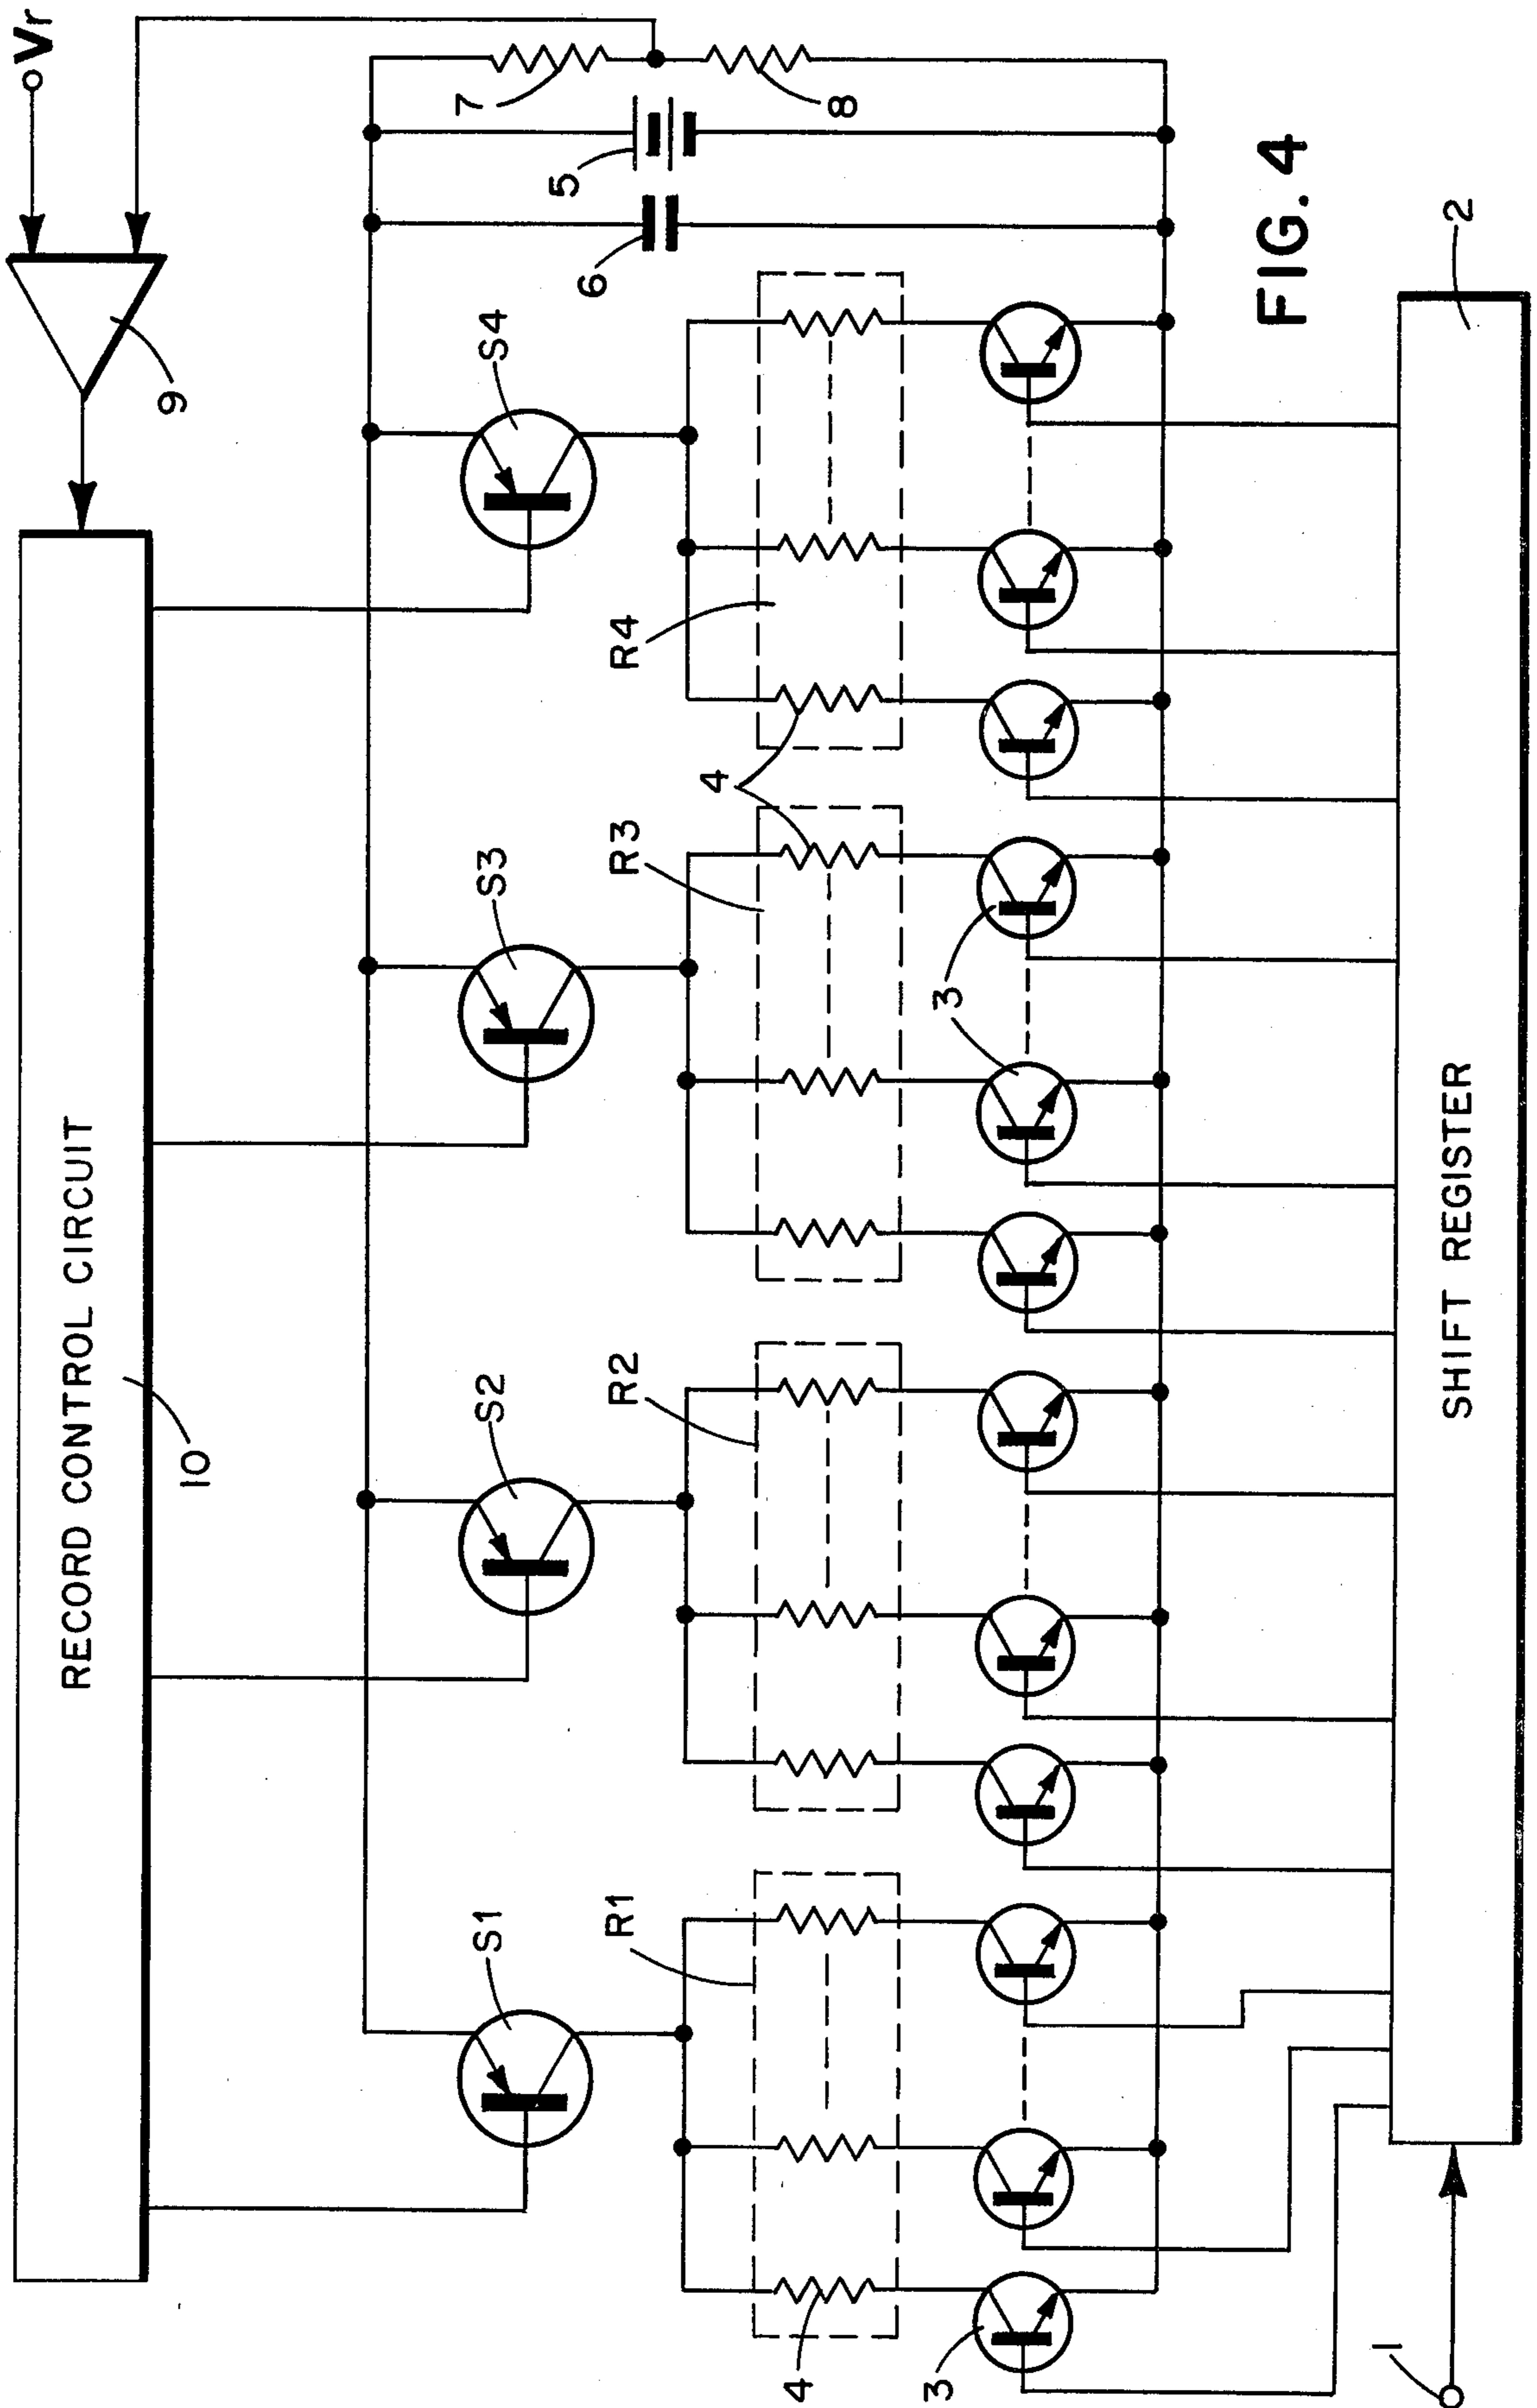 Vr
9
RECORD CONTROL CIRCUIT
10
S1
S2
S3
S4
7
5
8
6
R1
R2
R3
R4
4
4
3
3
FIG. 4
2
SHIFT REGISTER
1